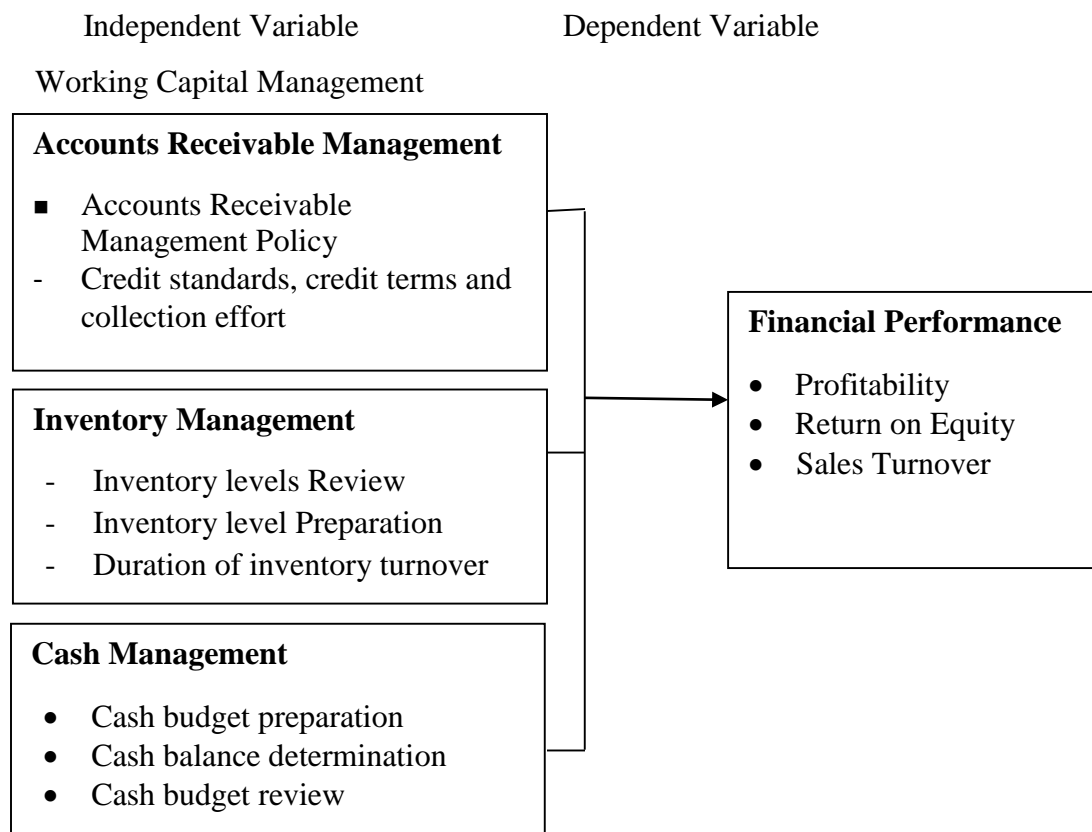 Independent Variable
Dependent Variable
Working Capital Management
Accounts Receivable Management
■ Accounts Receivable
Management Policy
- Credit standards, credit terms and
collection effort
Inventory Management
- Inventory levels Review
- Inventory level Preparation
- Duration of inventory turnover
Cash Management
• Cash budget preparation
• Cash balance determination
• Cash budget review
Financial Performance
• Profitability
• Return on Equity
• Sales Turnover